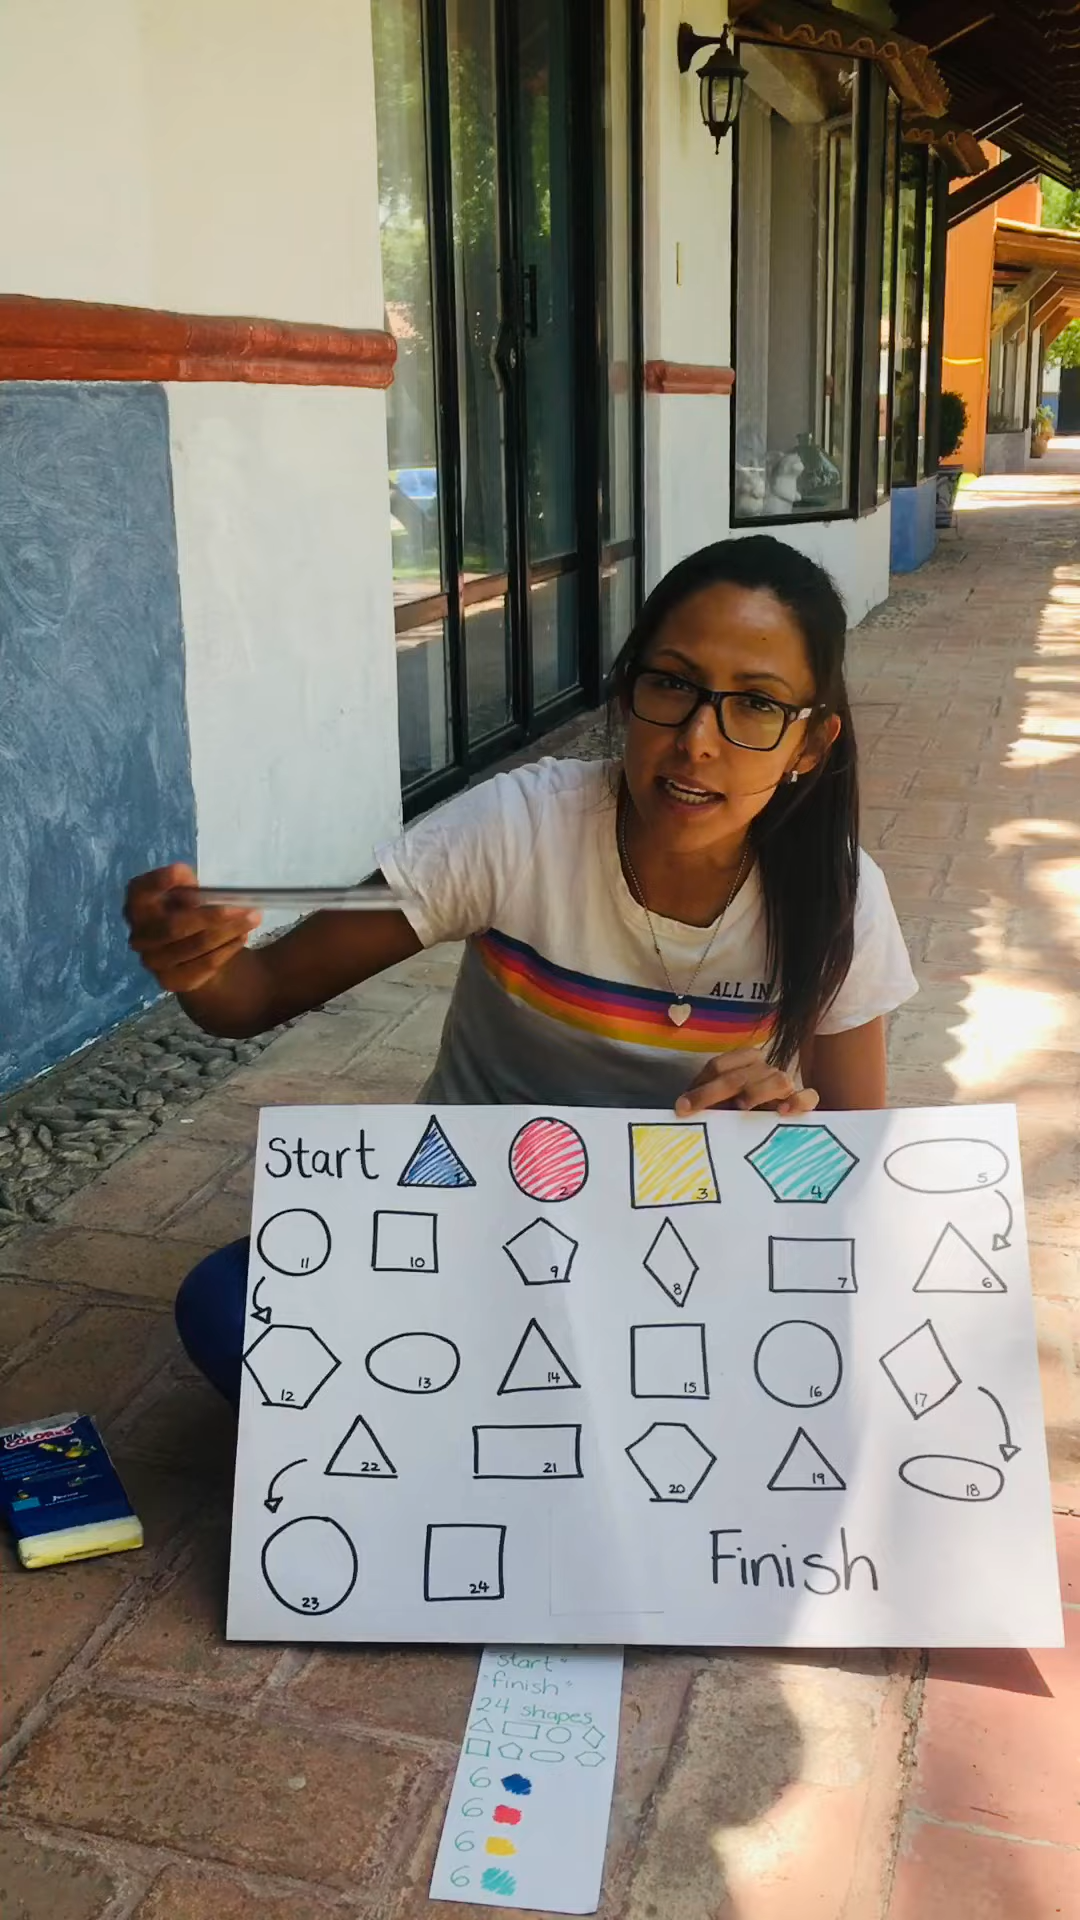 ALL IN
Start 1 2 3 4 5
11 10 9 8 7 6
12 13 14 15 16 17
22 21 20 19 18
23 24 Finish
COLORES
"start"
"finish"
24 shapes
6
6
6
6